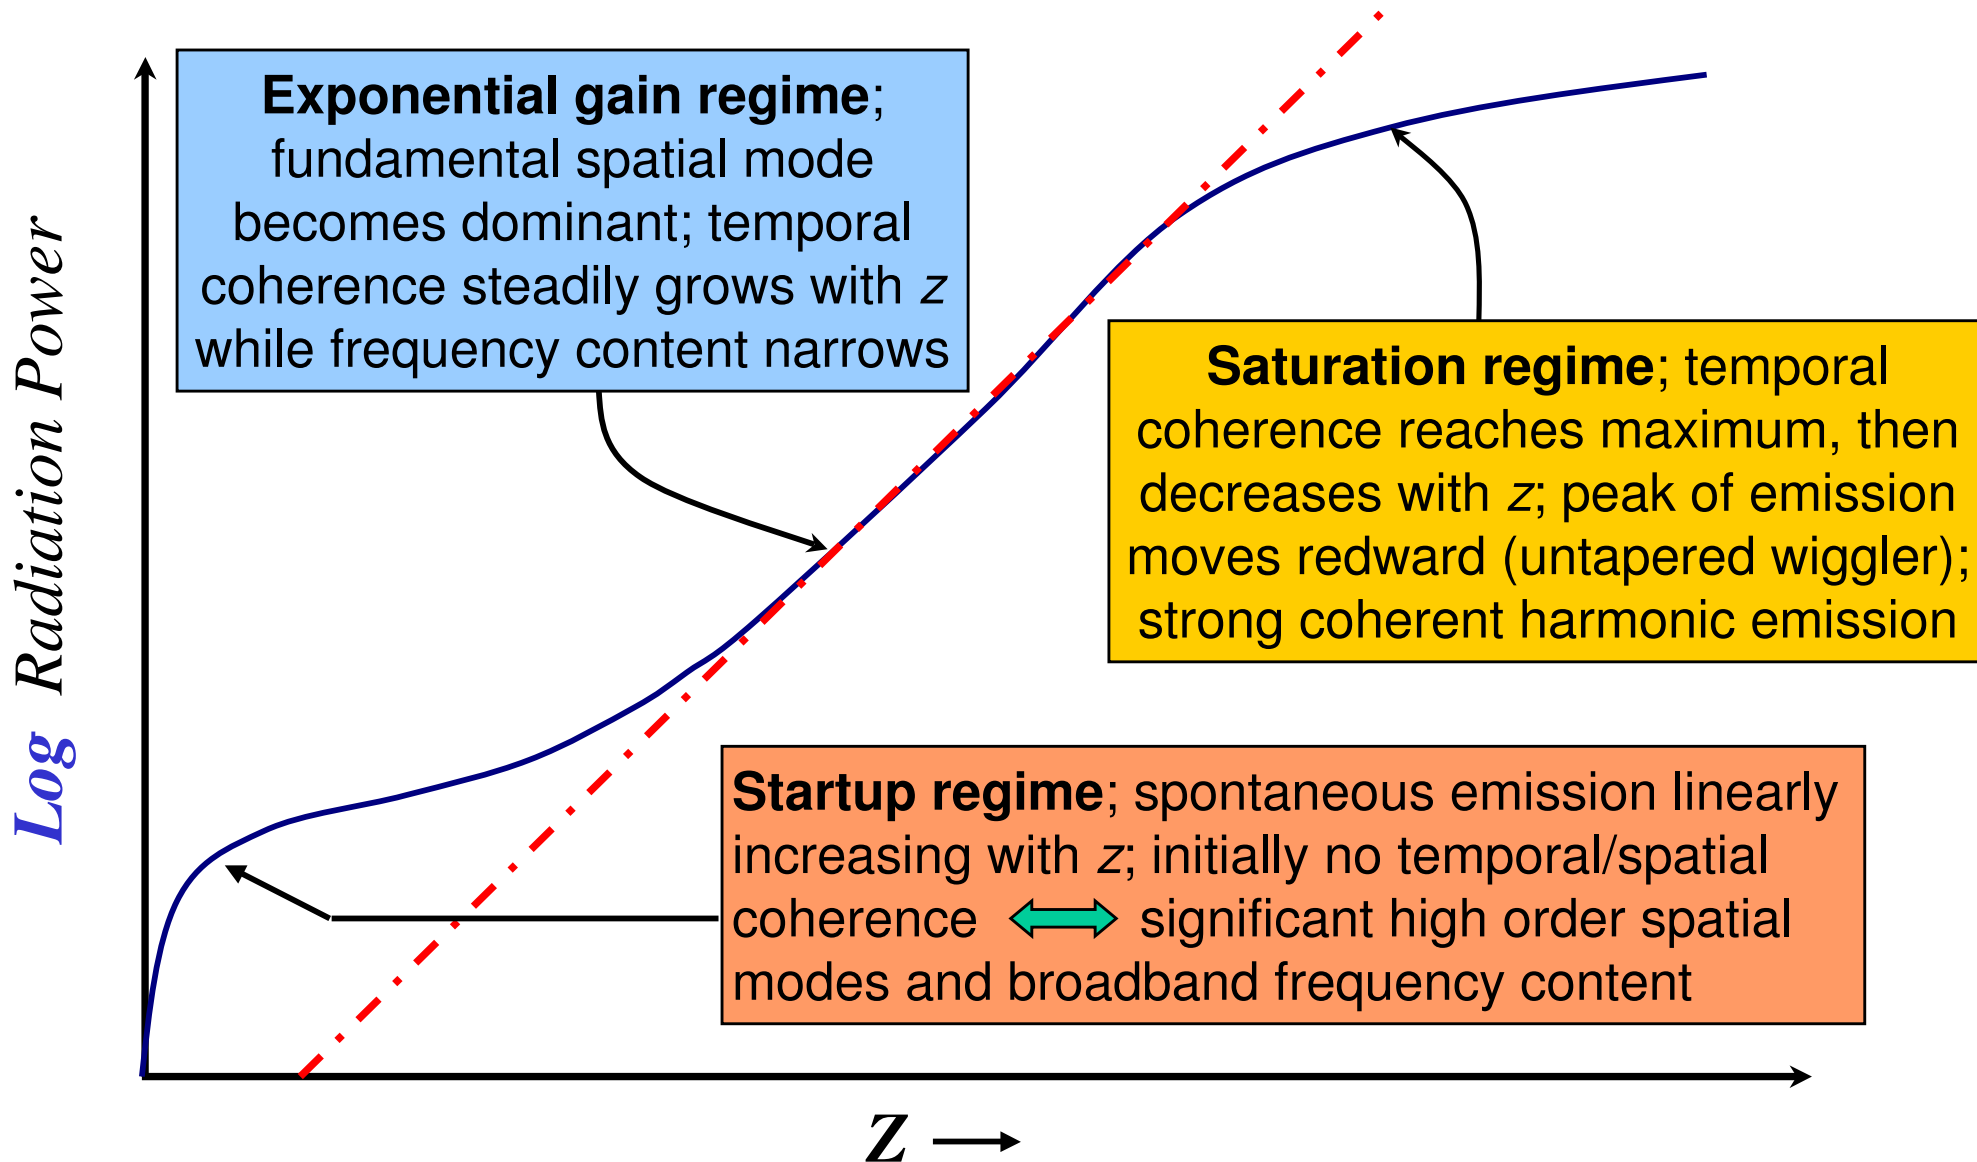 Exponential gain regime;
fundamental spatial mode
becomes dominant; temporal
coherence steadily grows with z
while frequency content narrows
Saturation regime; temporal
coherence reaches maximum, then
decreases with z; peak of emission
moves redward (untapered wiggler);
strong coherent harmonic emission
Startup regime; spontaneous emission linearly
increasing with z; initially no temporal/spatial
coherence significant high order spatial
modes and broadband frequency content
Log Radiation Power
Z